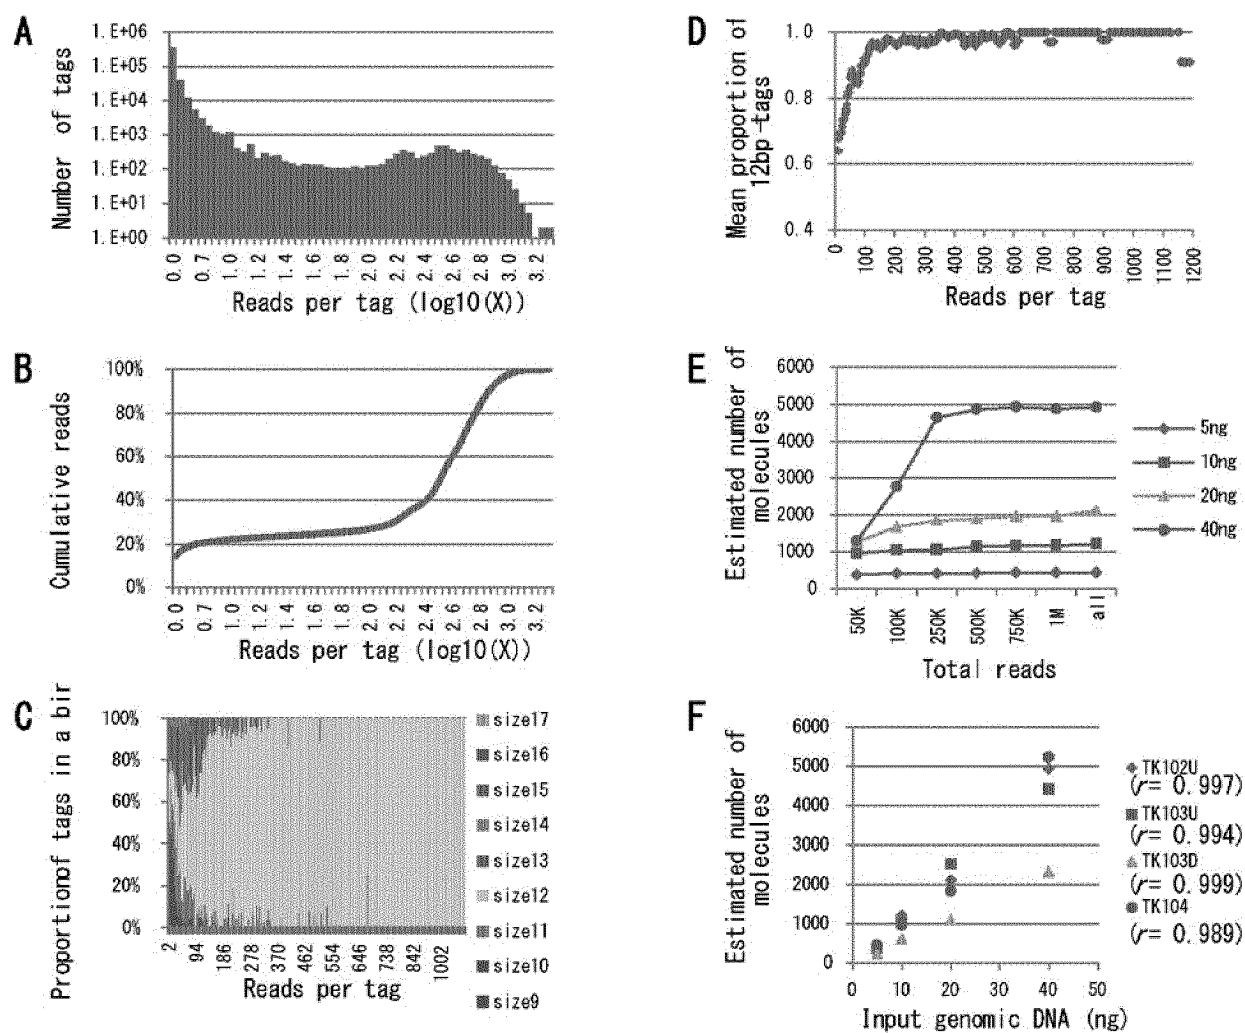 A
Number of tags
1.E+06
1.E+05
1.E+04
1.E+03
1.E+02
1.E+01
1.E+00
0.0 0.7 1.0 1.2 1.4 1.6 1.8 2.0 2.2 2.4 2.6 2.8 3.0 3.2
Reads per tag (log10(X))
B
Cumulative reads
100%
80%
60%
40%
20%
0%
0.0 0.7 1.0 1.2 1.4 1.6 1.8 2.0 2.2 2.4 2.6 2.8 3.0 3.2
Reads per tag (log10(X))
C
Proportionof tags in a bir
100%
80%
60%
40%
20%
0%
2 94 186 278 370 462 554 646 738 842 1002
Reads per tag
size17
size16
size15
size14
size13
size12
size11
size10
size9
D
Mean proportion of
12bp-tags
1.0
0.8
0.6
0.4
0 100 200 300 400 500 600 700 800 900 1000 1100 1200
Reads per tag
E
Estimated number of
molecules
6000
5000
4000
3000
2000
1000
0
50K 100K 250K 500K 750K 1M all
Total reads
5ng
10ng
20ng
40ng
F
Estimated number of
molecules
6000
5000
4000
3000
2000
1000
0
0 10 20 30 40 50
Input genomic DNA (ng)
TK102U
(r= 0.997)
TK103U
(r= 0.994)
TK103D
(r= 0.999)
TK104
(r= 0.989)